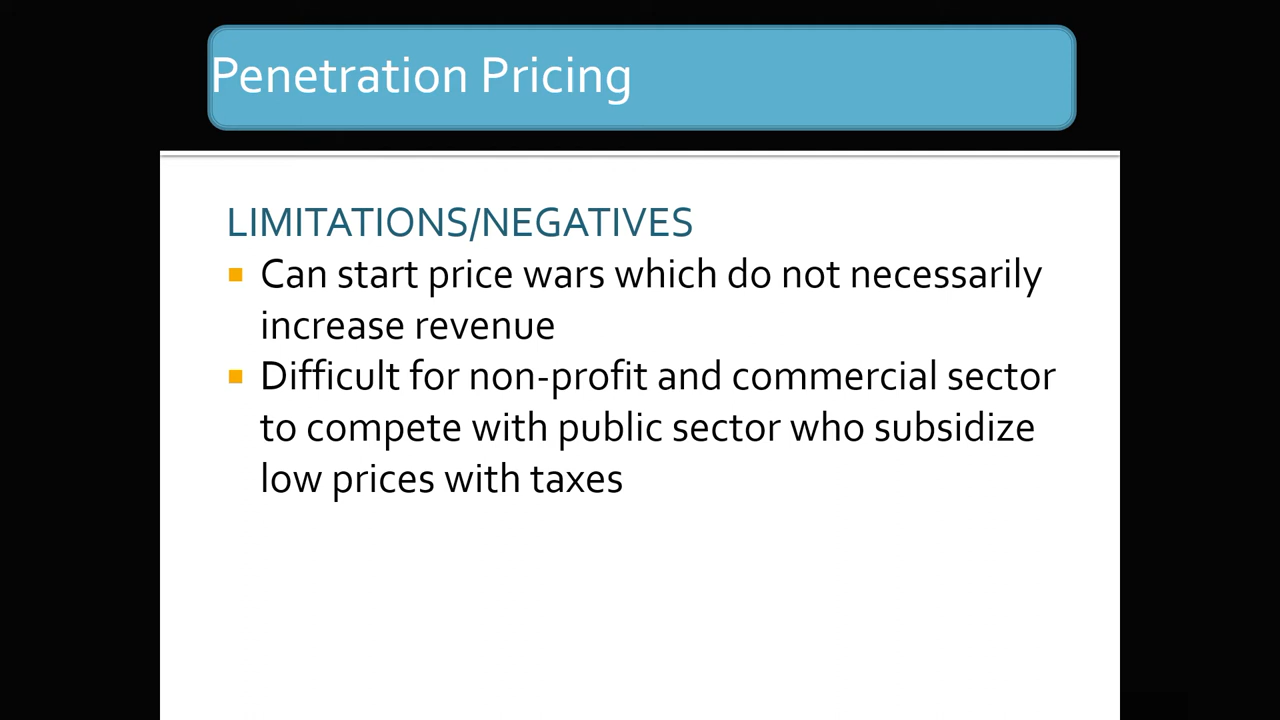 Penetration Pricing
LIMITATIONS/NEGATIVES
Can start price wars which do not necessarily
increase revenue
Difficult for non-profit and commercial sector
to compete with public sector who subsidize
low prices with taxes